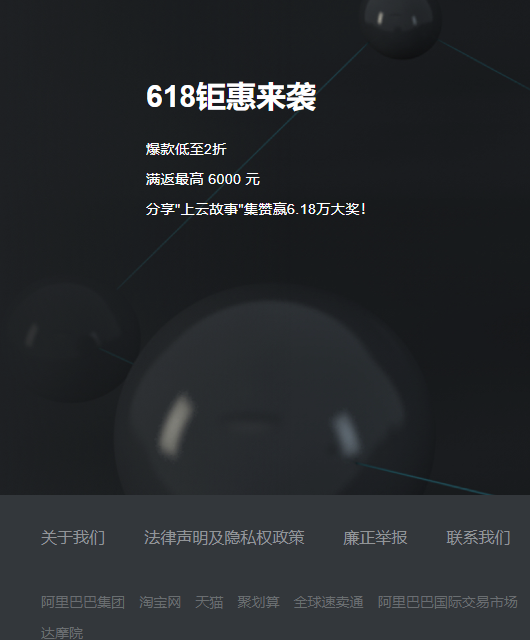 618钜惠来袭
爆款低至2折
满返最高 6000 元
分享"上云故事"集赞赢6.18万大奖！
关于我们 法律声明及隐私权政策 廉正举报 联系我们
阿里巴巴集团 淘宝网 天猫 聚划算 全球速卖通 阿里巴巴国际交易市场
达摩院